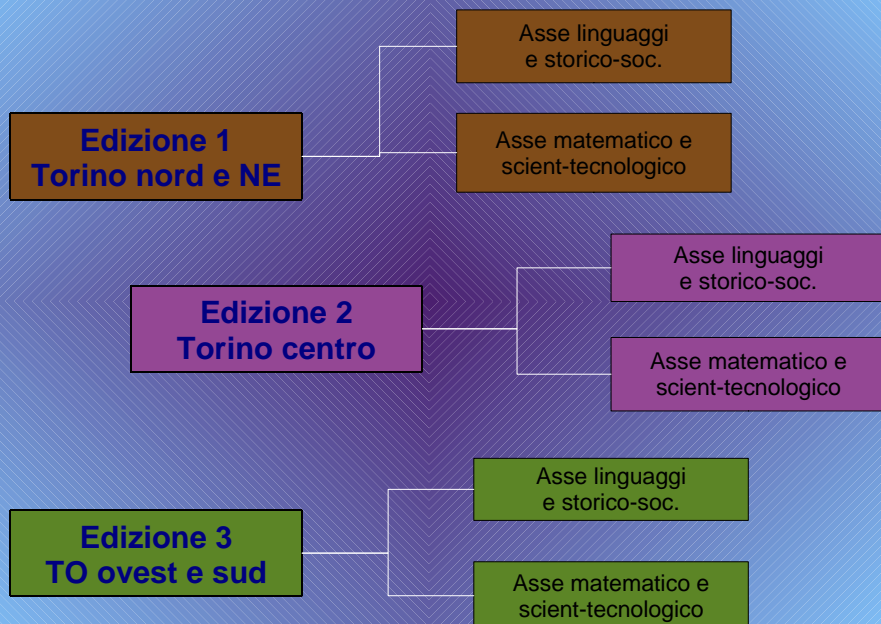 Asse linguaggi
e storico-soc.
Edizione 1
Torino nord e NE
Asse matematico e
scient-tecnologico
Asse linguaggi
e storico-soc.
Edizione 2
Torino centro
Asse matematico e
scient-tecnologico
Asse linguaggi
e storico-soc.
Edizione 3
TO ovest e sud
Asse matematico e
scient-tecnologico